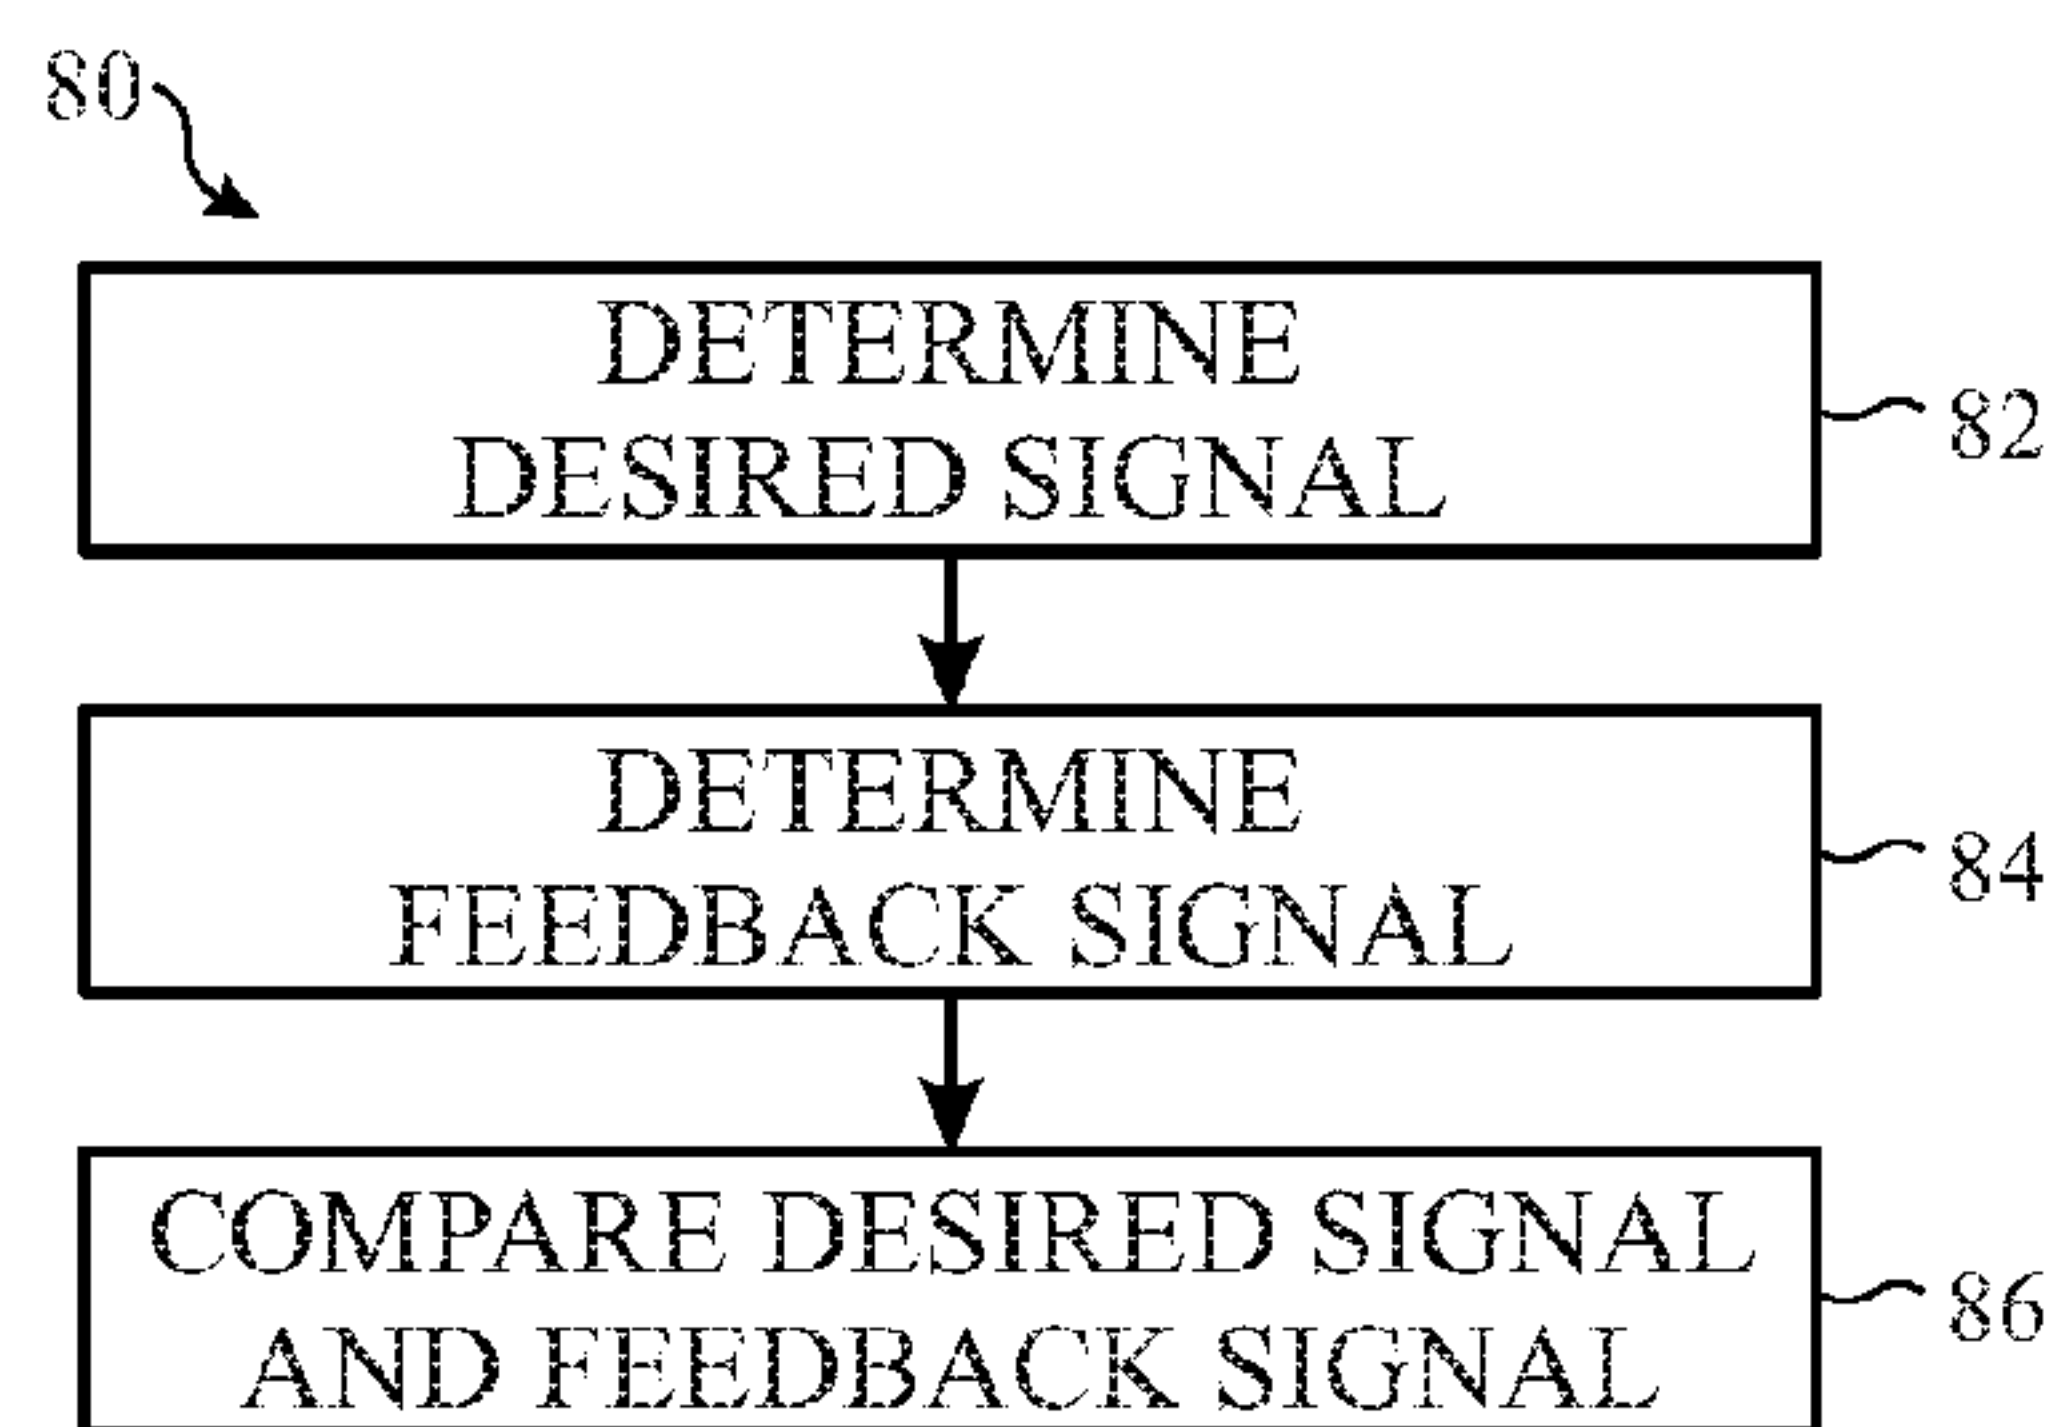 80
DETERMINE
DESIRED SIGNAL
82
DETERMINE
FEEDBACK SIGNAL
84
COMPARE DESIRED SIGNAL
AND FEEDBACK SIGNAL
86